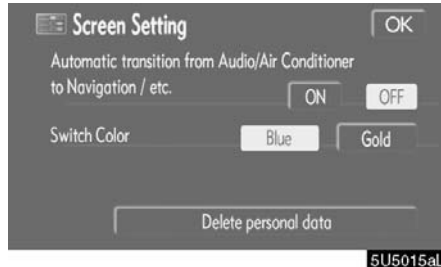 Screen Setting
OK
Automatic transition from Audio/Air Conditioner
to Navigation / etc.
ON
OFF
Switch Color
Blue
Gold
Delete personal data
5U5015aL